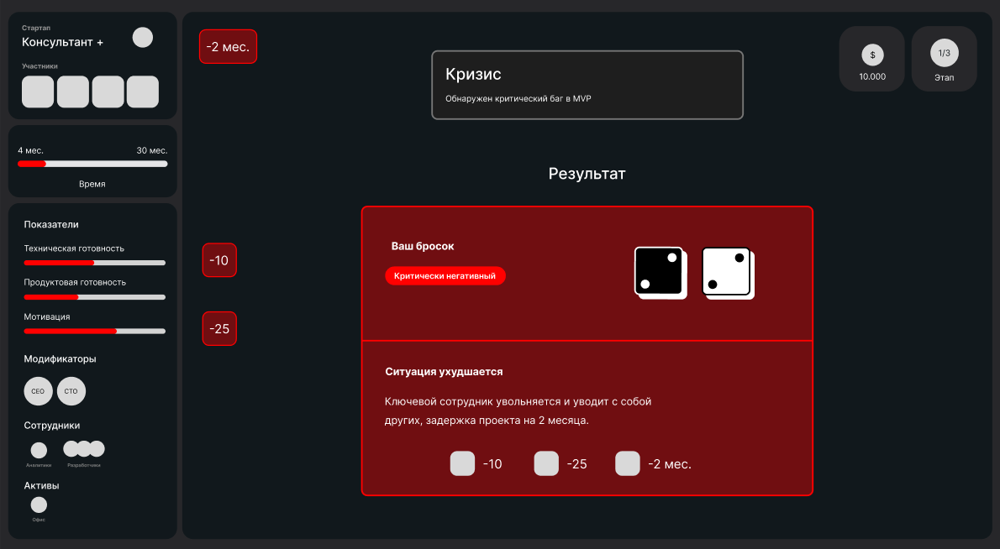 Стартап
Консультант +
Участники
4 мес.
30 мес.
Время
Показатели
Техническая готовность
Продуктовая готовность
Мотивация
Модификаторы
CEO
CTO
Сотрудники
Аналитики
Разработчики
Активы
Офис
-2 мес.
-10
-25
Кризис
Обнаружен критический баг в MVP
$
10.000
1/3
Этап
Результат
Ваш бросок
Критически негативный
Ситуация ухудшается
Ключевой сотрудник увольняется и уводит с собой
других, задержка проекта на 2 месяца.
-10
-25
-2 мес.